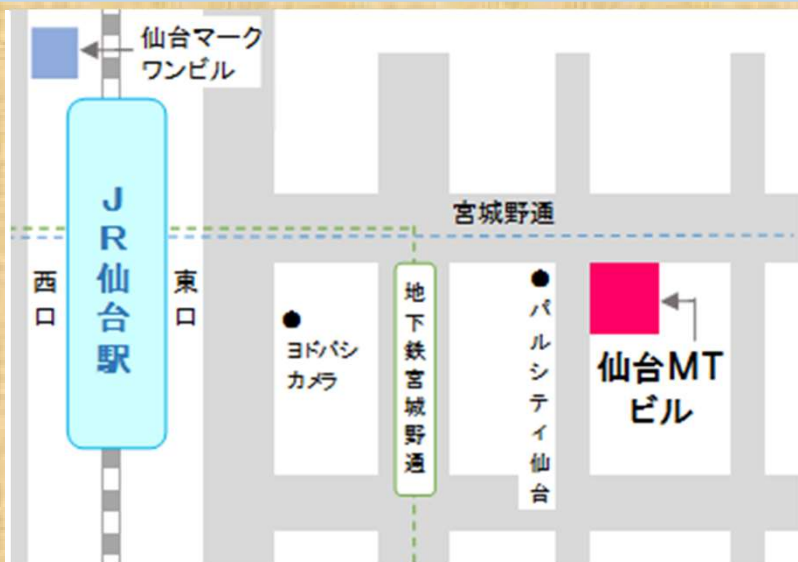 仙台マーク
ワンビル
JR仙台駅
西口
東口
宮城野通
ヨドバシ
カメラ
地下鉄宮城野通
パルシティ仙台
仙台MT
ビル